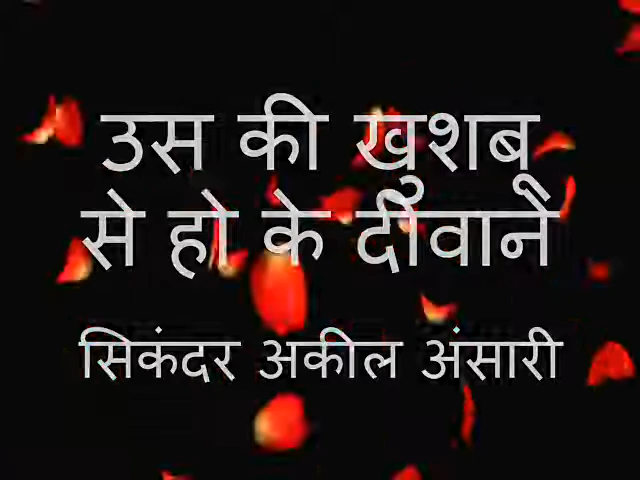 उस की खुशबू
से हो के दीवाने
सिकंदर अकील अंसारी